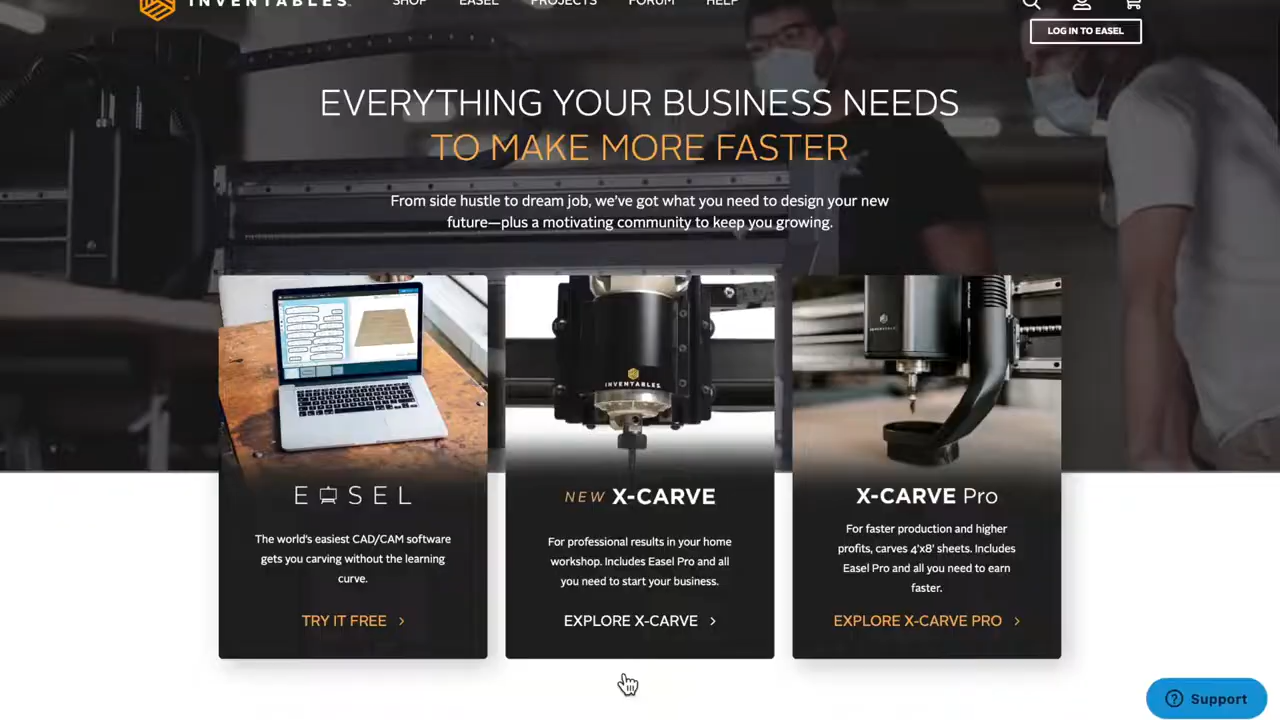 INVENTABLES
SHOP EASEL PROJECTS FORUM HELP
LOG IN TO EASEL
EVERYTHING YOUR BUSINESS NEEDS
TO MAKE MORE FASTER
From side hustle to dream job, we've got what you need to design your new
future—plus a motivating community to keep you growing.
INVENTABLES
INVENTABLES
E SEL
The world's easiest CAD/CAM software
gets you carving without the learning
curve.
TRY IT FREE >
NEW X-CARVE
For professional results in your home
workshop. Includes Easel Pro and all
you need to start your business.
EXPLORE X-CARVE >
X-CARVE Pro
For faster production and higher
profits, carves 4'x8' sheets. Includes
Easel Pro and all you need to earn
faster.
EXPLORE X-CARVE PRO >
Support